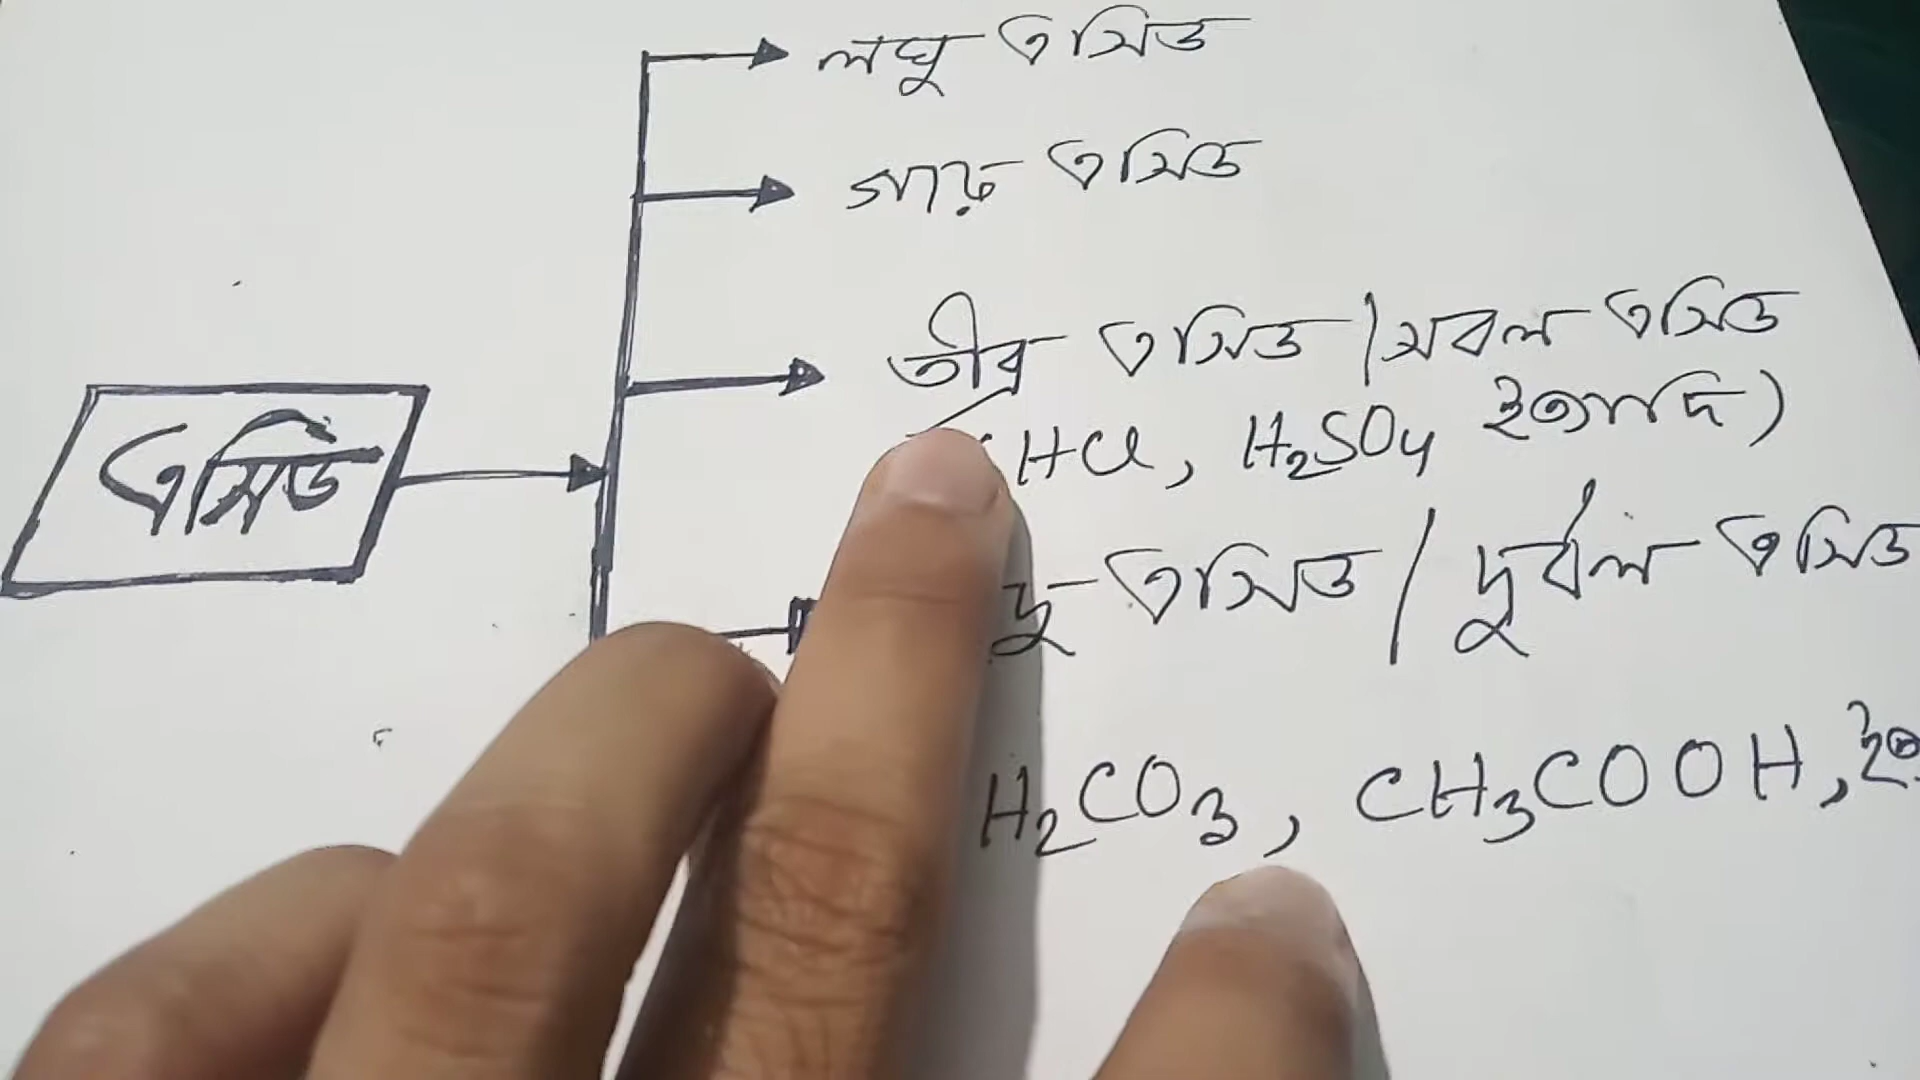 এসিড
লঘু এসিড
গাঢ় এসিড
তীব্র এসিড / সবল এসিড
(HCl, H₂SO₄ ইত্যাদি)
এসিড / দুর্বল এসিড
H₂CO₃, CH₃COOH,